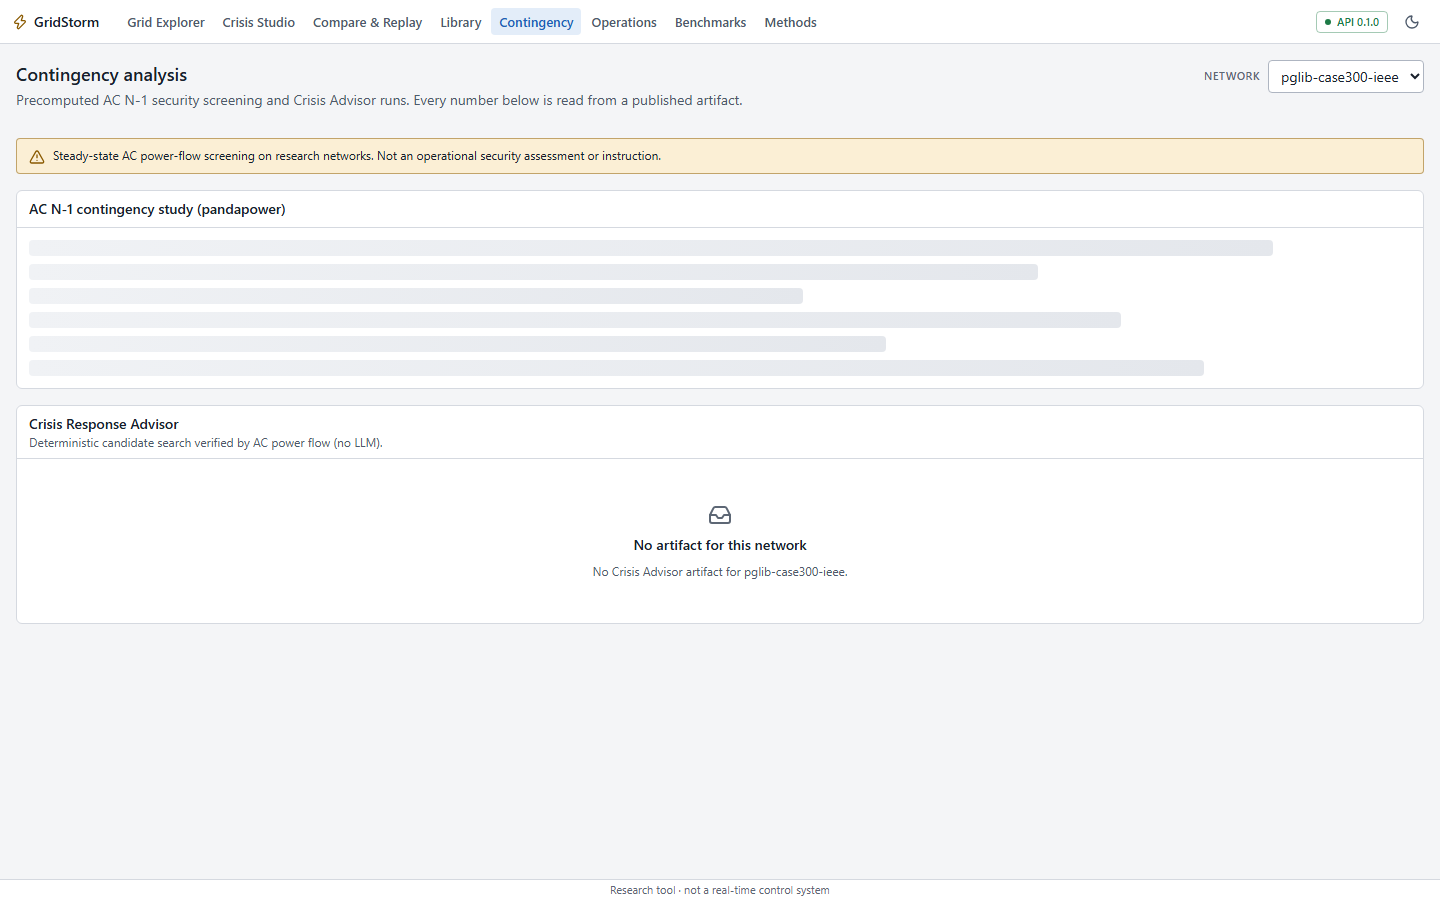 GridStorm Grid Explorer Crisis Studio Compare & Replay Library Contingency Operations Benchmarks Methods API 0.1.0
Contingency analysis
NETWORK pglib-case300-ieee
Precomputed AC N-1 security screening and Crisis Advisor runs. Every number below is read from a published artifact.
Steady-state AC power-flow screening on research networks. Not an operational security assessment or instruction.
AC N-1 contingency study (pandapower)
Crisis Response Advisor
Deterministic candidate search verified by AC power flow (no LLM).
No artifact for this network
No Crisis Advisor artifact for pglib-case300-ieee.
Research tool · not a real-time control system